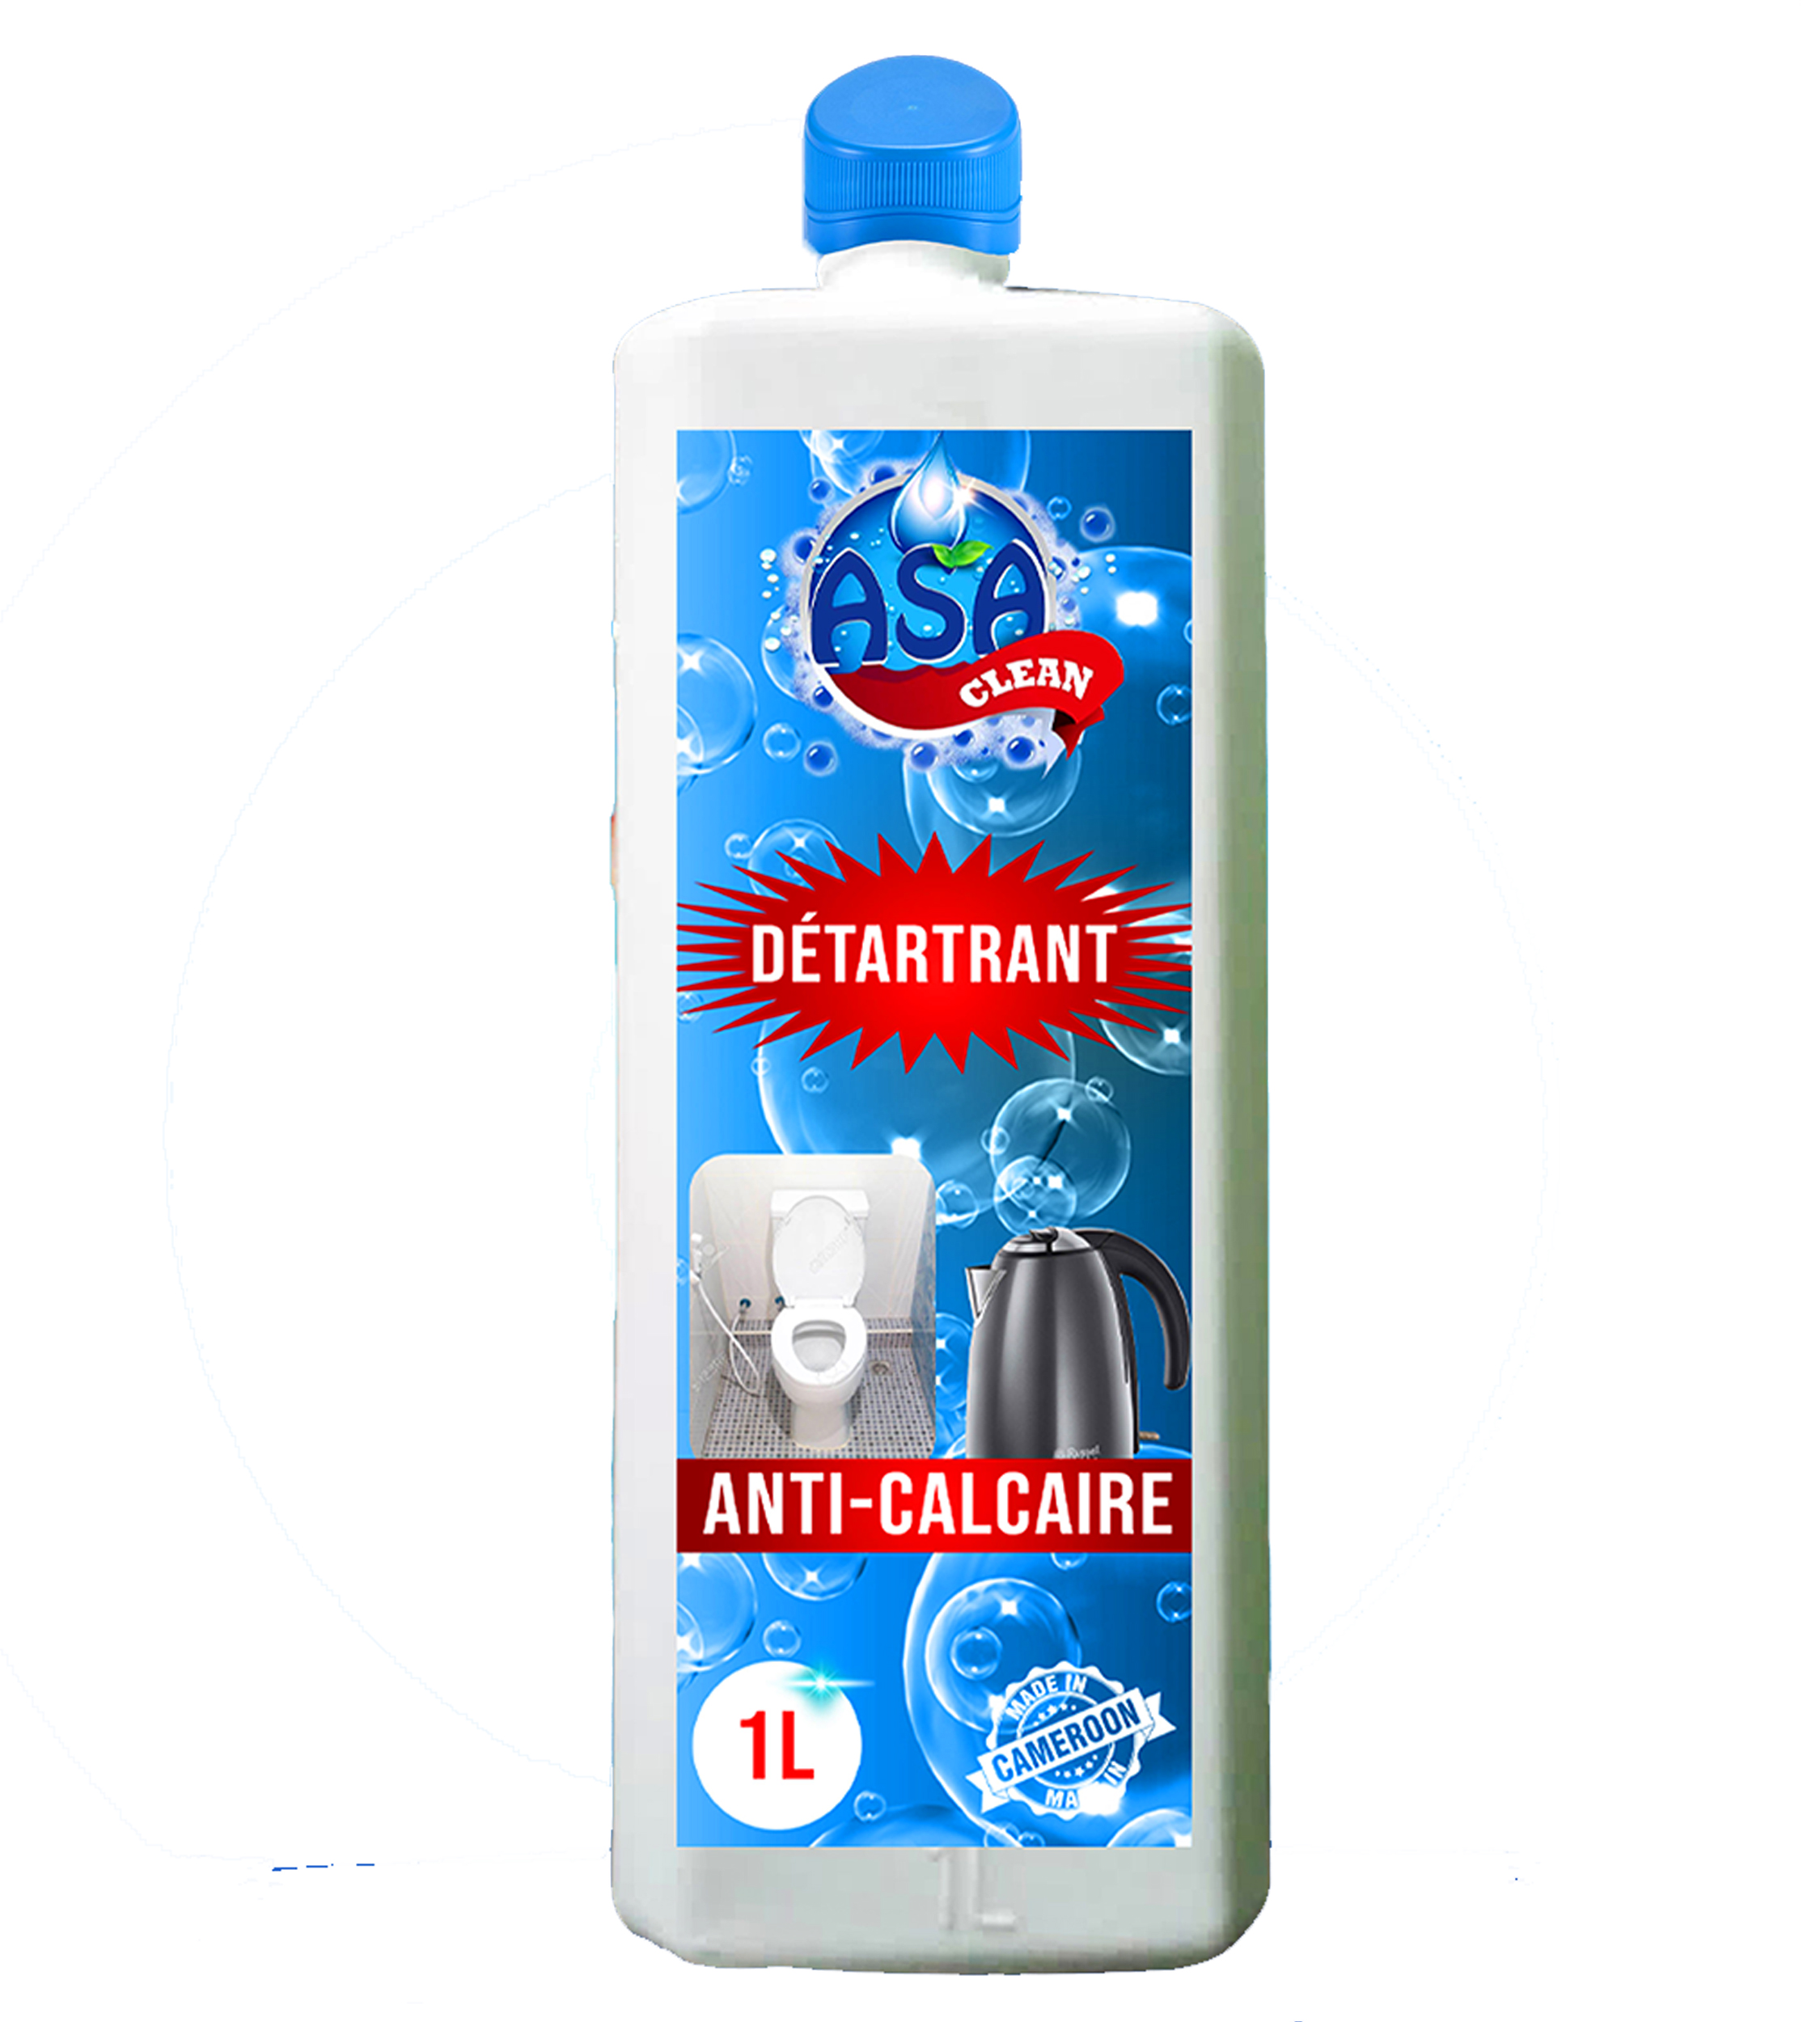 ASA
CLEAN
DÉTARTRANT
ANTI-CALCAIRE
1L
MADE IN
CAMEROON
1L